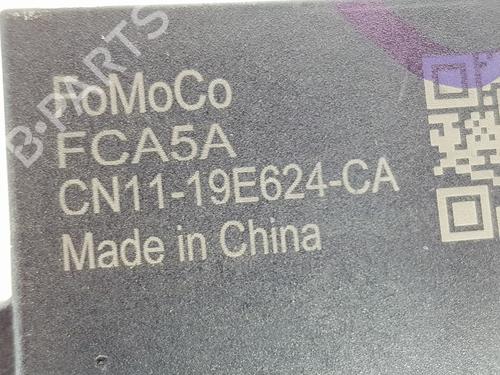 FoMoCo
FCA5A
CN11-19E624-CA
Made in China
B-PARTS